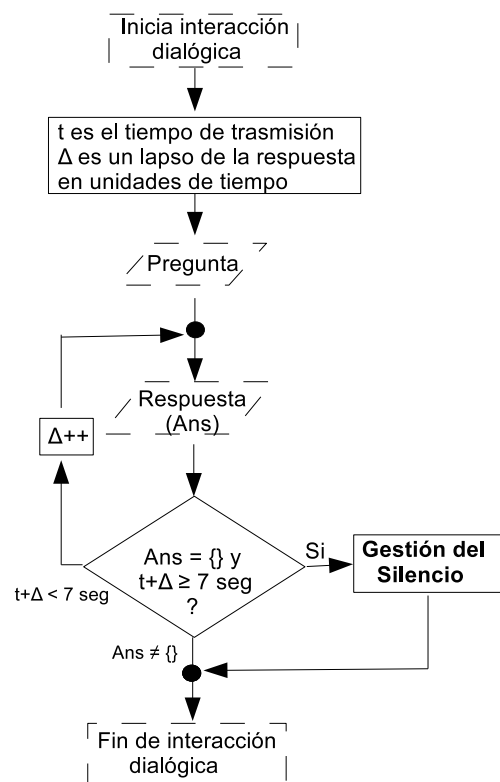 Inicia interacción
dialógica
t es el tiempo de trasmisión
Δ es un lapso de la respuesta
en unidades de tiempo
Pregunta
Respuesta
(Ans)
Δ++
Ans = {} y
t+Δ ≥ 7 seg
?
Si
Gestión del
Silencio
t+Δ < 7 seg
Ans ≠ {}
Fin de interacción
dialógica